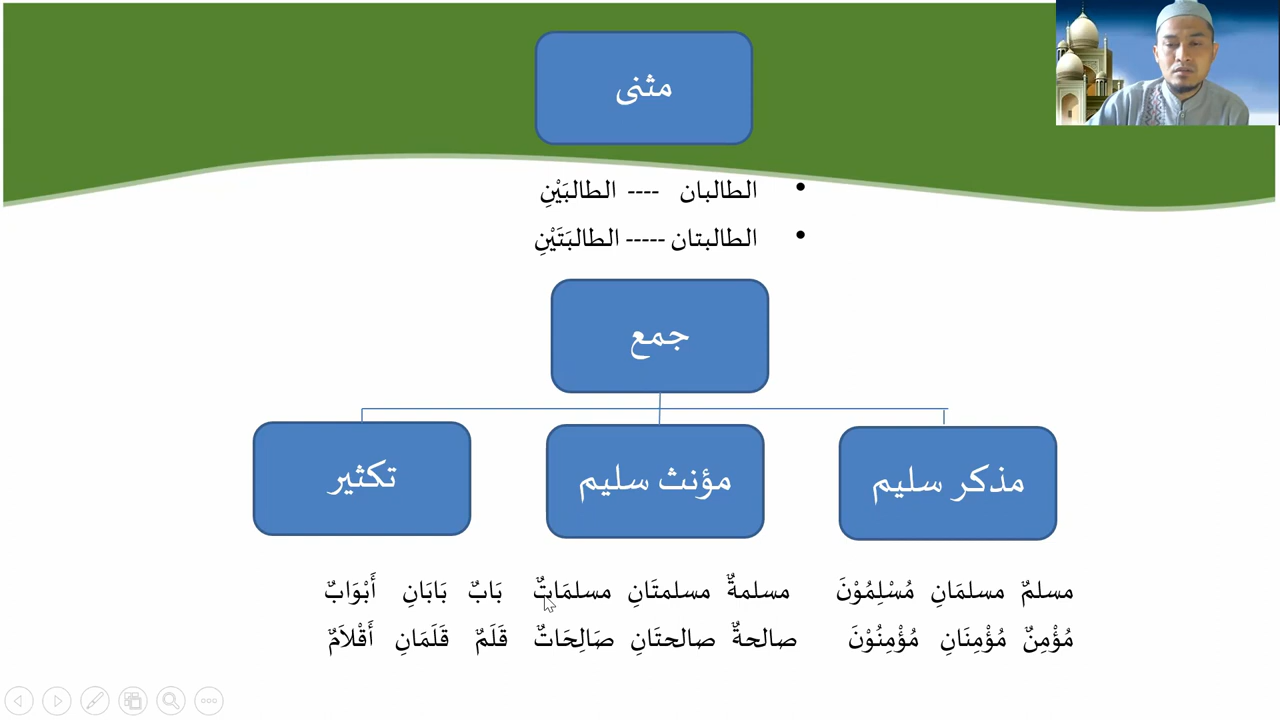 مثنى
الطالبان ---- الطالبَيْنِ
الطالبتان ----- الطالبَتَيْنِ
جمع
مذكر سليم
مؤنث سليم
تكثير
مسلمٌ مسلمَانِ مُسْلِمُوْنَ مسلمةٌ مسلمتَانِ مسلمَاتٌ بَابٌ بَابَانِ أَبْوَابٌ
مُؤْمِنٌ مُؤْمِنَانِ مُؤْمِنُوْنَ صالحةٌ صالحتَانِ صَالِحَاتٌ قَلَمٌ قَلَمَانِ أَقْلاَمٌ